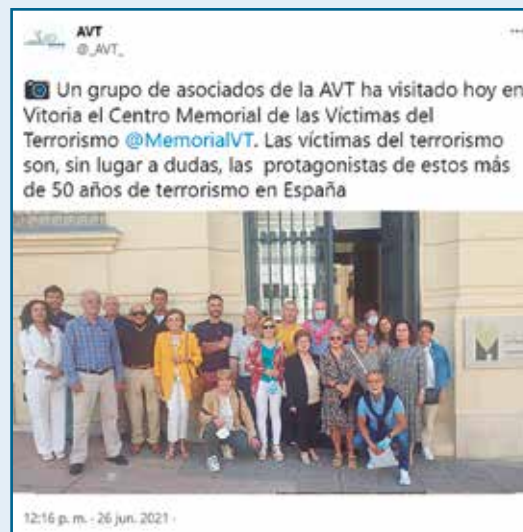 AVT
@_AVT_
Un grupo de asociados de la AVT ha visitado hoy en
Vitoria el Centro Memorial de las Víctimas del
Terrorismo @MemorialVT. Las víctimas del terrorismo
son, sin lugar a dudas, las protagonistas de estos más
de 50 años de terrorismo en España
12:16 p. m. · 26 jun. 2021 ·